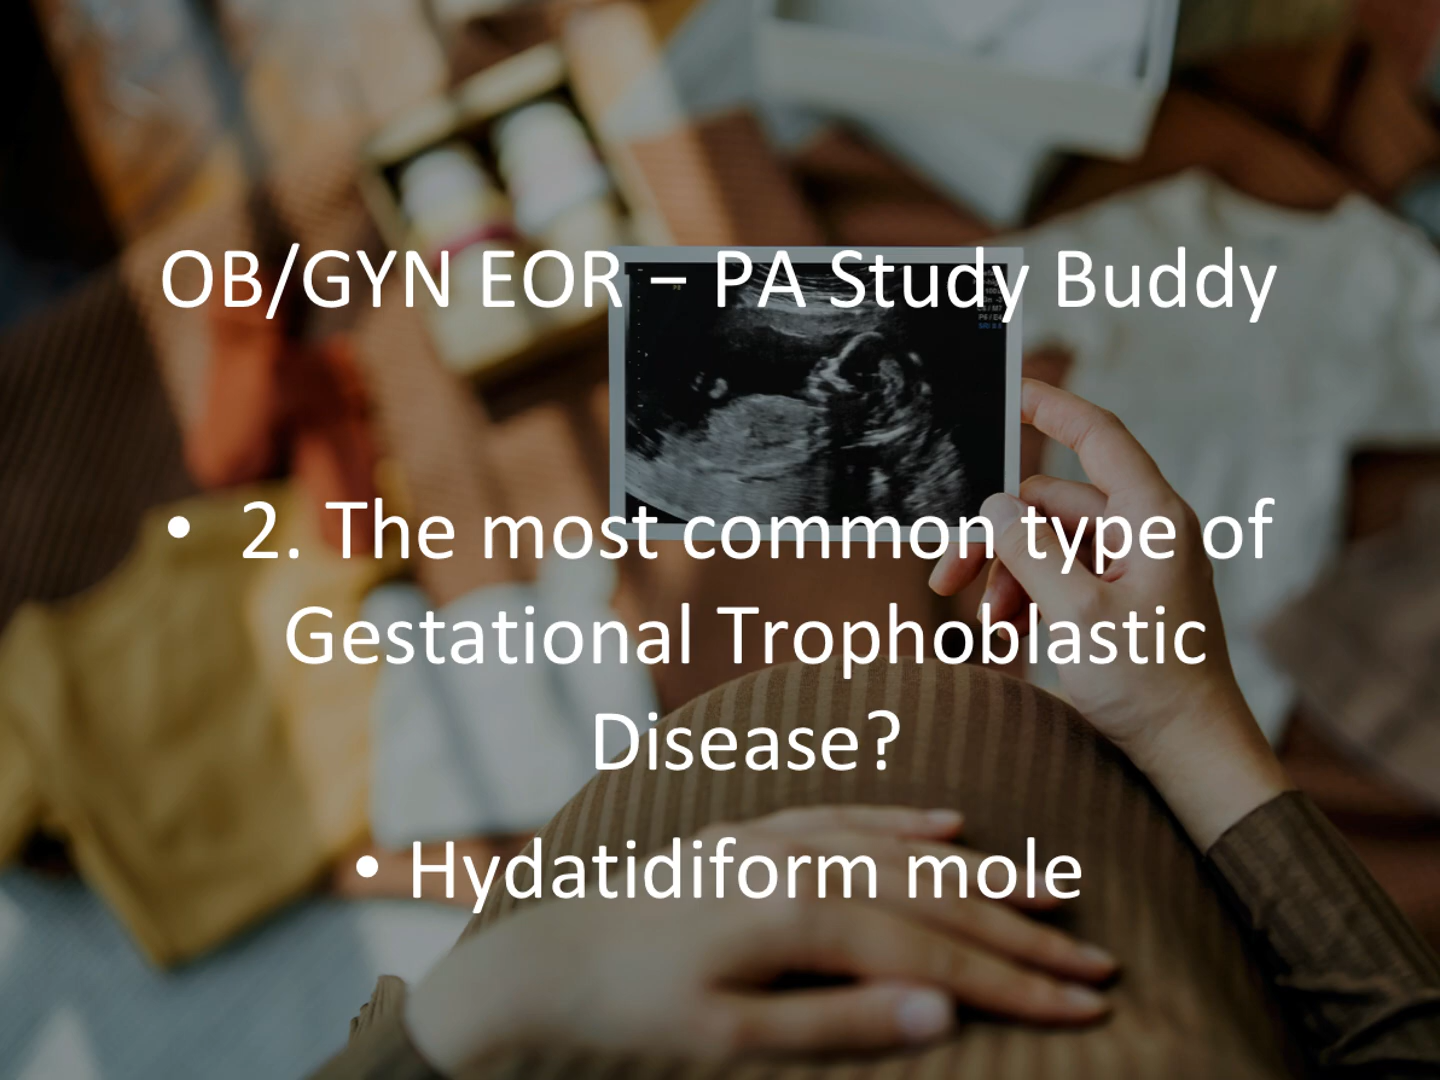 OB/GYN EOR – PA Study Buddy
• 2. The most common type of
Gestational Trophoblastic
Disease?
• Hydatidiform mole